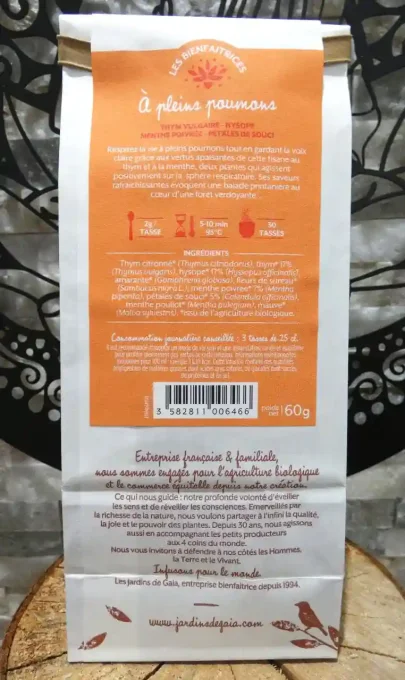 LES BIENFAITRICES
À pleins poumons
THYM VULGAIRE - HYSOPE
MENTHE POIVRÉE - PÉTALES DE SOUCI
Respirez la vie à pleins poumons tout en gardant la voix
claire grâce aux vertus apaisantes de cette tisane au
thym et à la menthe, deux plantes qui agissent
positivement sur la sphère respiratoire. Ses saveurs
rafraîchissantes évoquent une balade printanière au
cœur d'une forêt verdoyante...
2g
TASSE
5-10 min
95°C
30
TASSES
INGRÉDIENTS
Thym citronné* (Thymus citriodorus), thym* 17%
(Thymus vulgaris), hysope* 17% (Hyssopus officinalis),
amarante* (Gomphrena globosa), fleurs de sureau*
(Sambucus nigra L.), menthe poivrée* 7% (Mentha
piperita), pétales de souci* 5% (Calendula officinalis),
menthe pouliot* (Mentha pulegium), mauve*
(Malva sylvestris). *Issu de l'agriculture biologique.
Consommation journalière conseillée : 3 tasses de 25 cl.
3 582811 006466
poids net
60g
Entreprise française & familiale,
nous sommes engagés pour l'agriculture biologique
et le commerce équitable depuis notre création.
Ce qui nous guide : notre profonde volonté d'éveiller
les sens et de réveiller les consciences. Émerveillés par
la richesse de la nature, nous voulons partager à l'infini la qualité,
la joie et le pouvoir des plantes. Depuis 30 ans, nous agissons
aussi en accompagnant les petits producteurs
aux 4 coins du monde.
Nous vous invitons à défendre à nos côtés les Hommes,
la Terre et le Vivant.
Infusons pour le monde.
Les Jardins de Gaïa, entreprise bienfaitrice depuis 1994.
www.jardinsdegaia.com